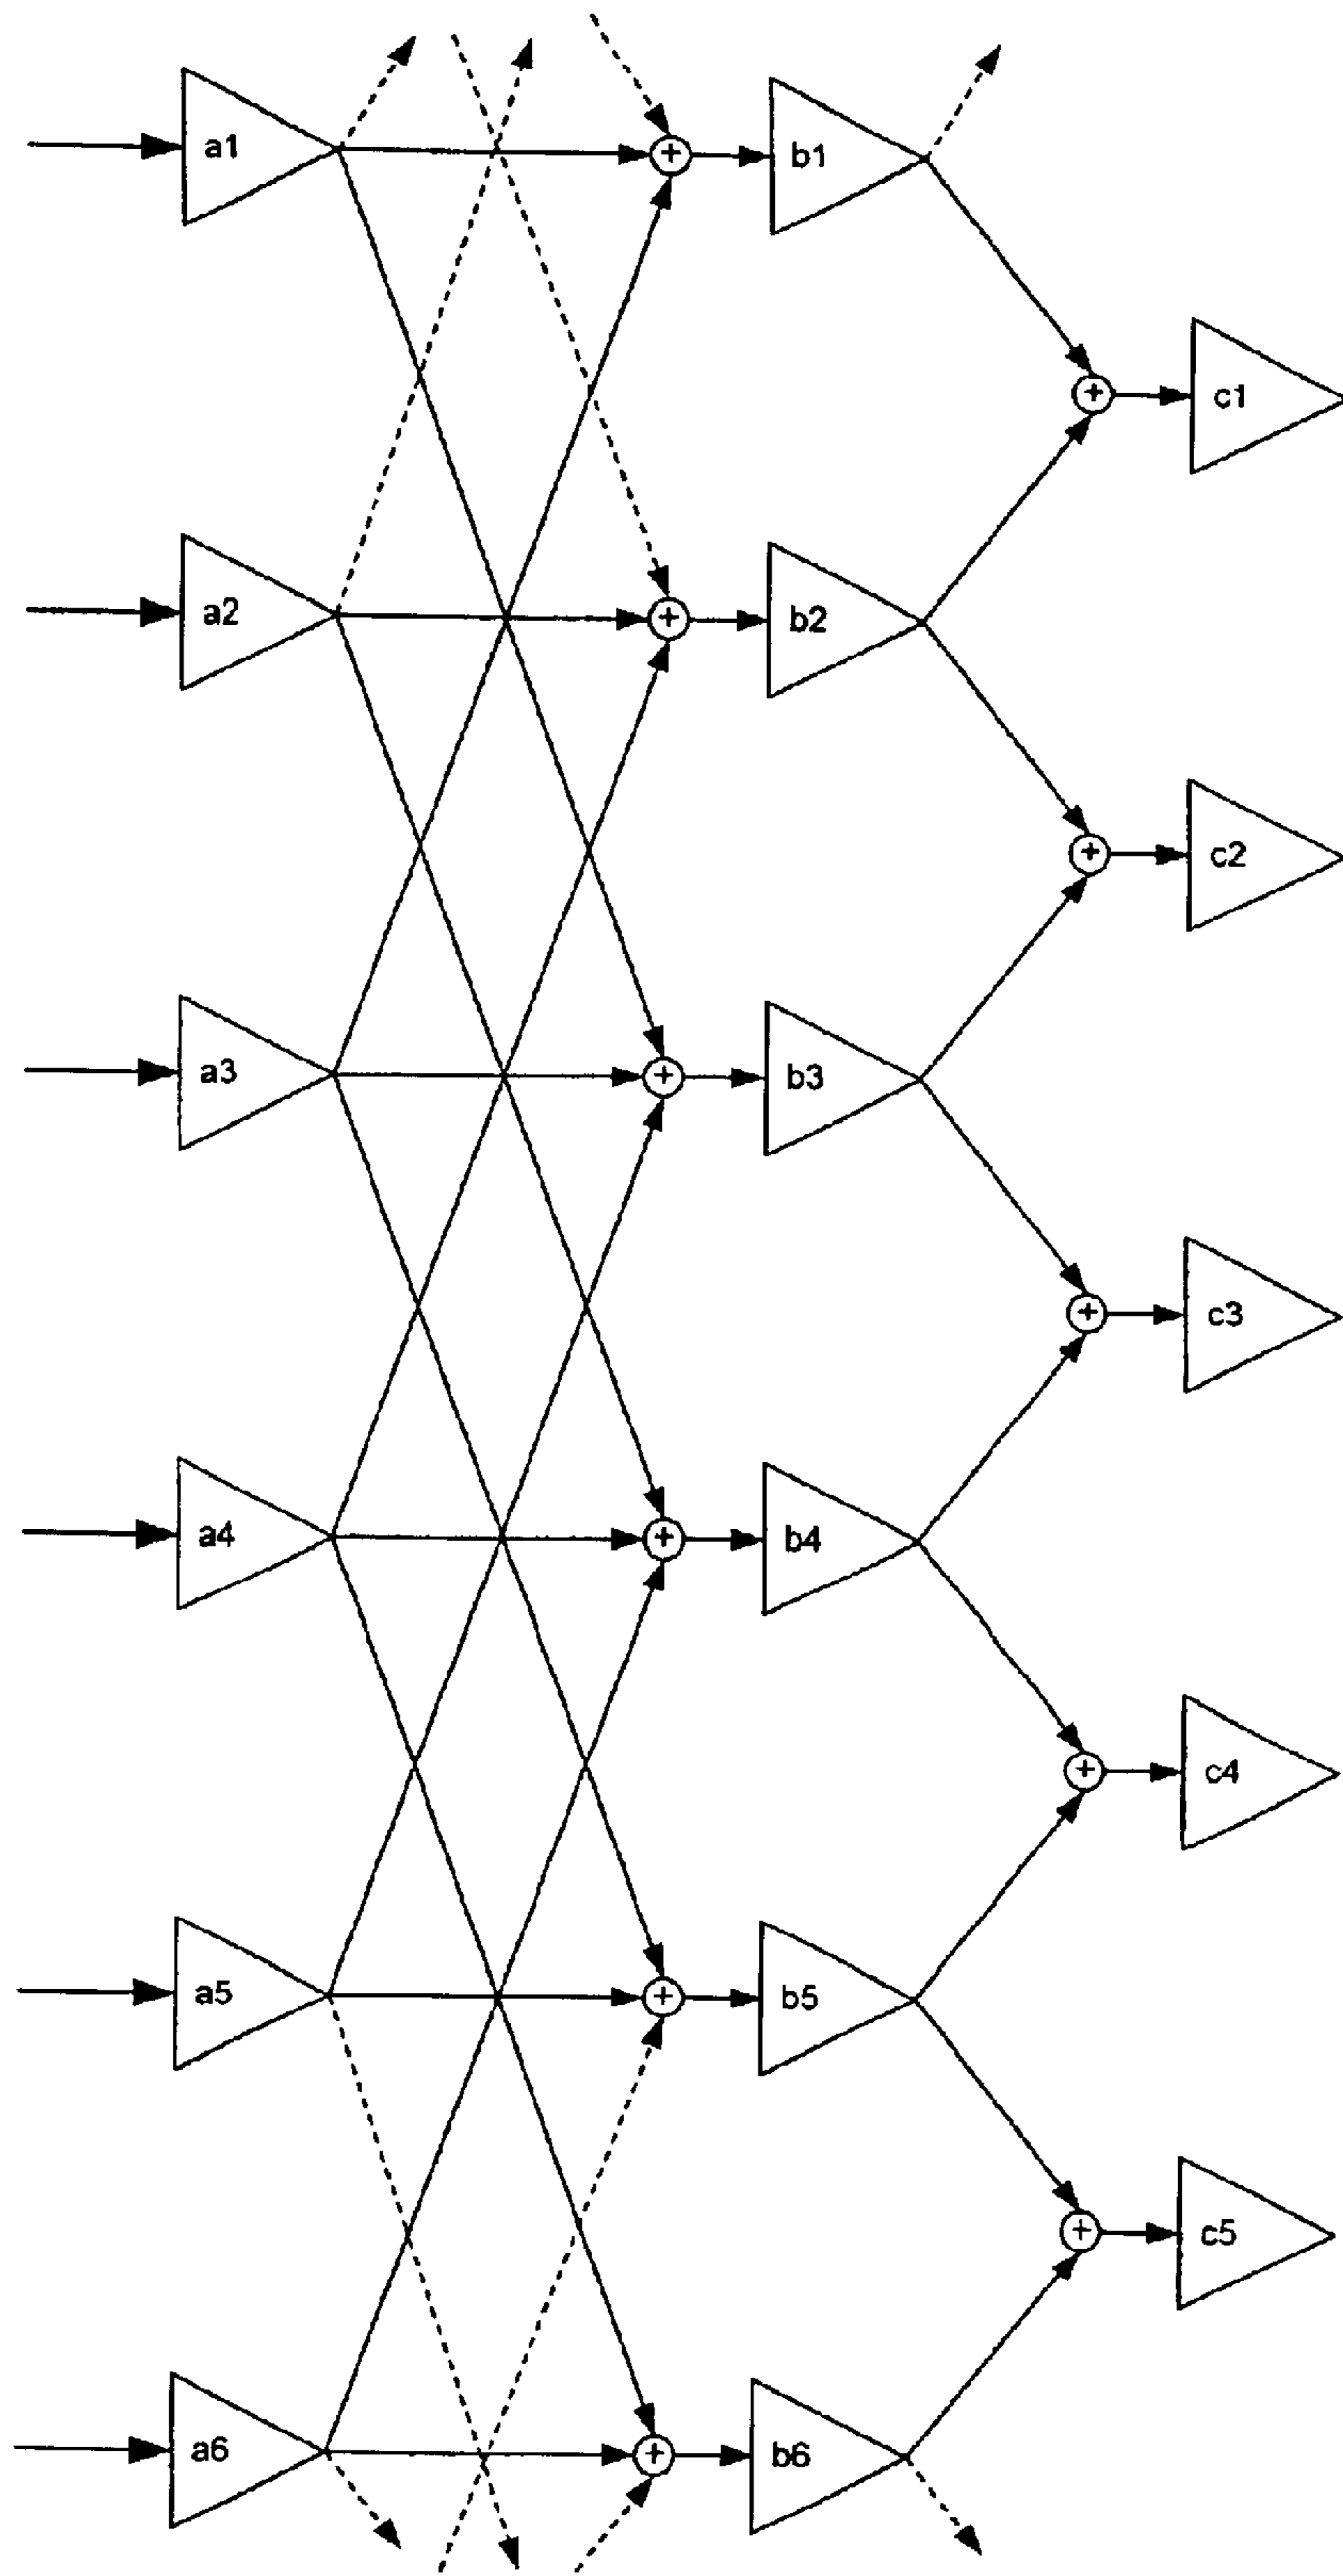 a1
+
b1
+
c1
a2
+
b2
+
c2
a3
+
b3
+
c3
a4
+
b4
+
c4
a5
+
b5
+
c5
a6
+
b6